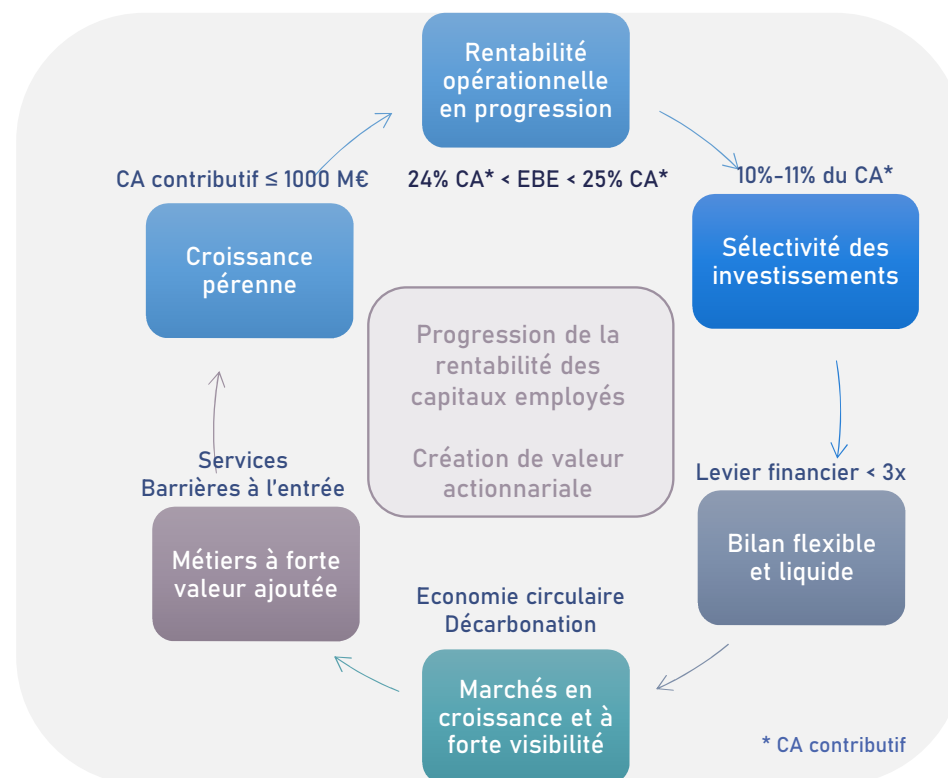 Rentabilité
opérationnelle
en progression
CA contributif ≤ 1000 M€
24% CA* < EBE < 25% CA*
10%-11% du CA*
Croissance
pérenne
Sélectivité des
investissements
Progression de la
rentabilité des
capitaux employés
Création de valeur
actionnariale
Services
Barrières à l'entrée
Levier financier < 3x
Métiers à forte
valeur ajoutée
Bilan flexible
et liquide
Economie circulaire
Décarbonation
Marchés en
croissance et à
forte visibilité
* CA contributif